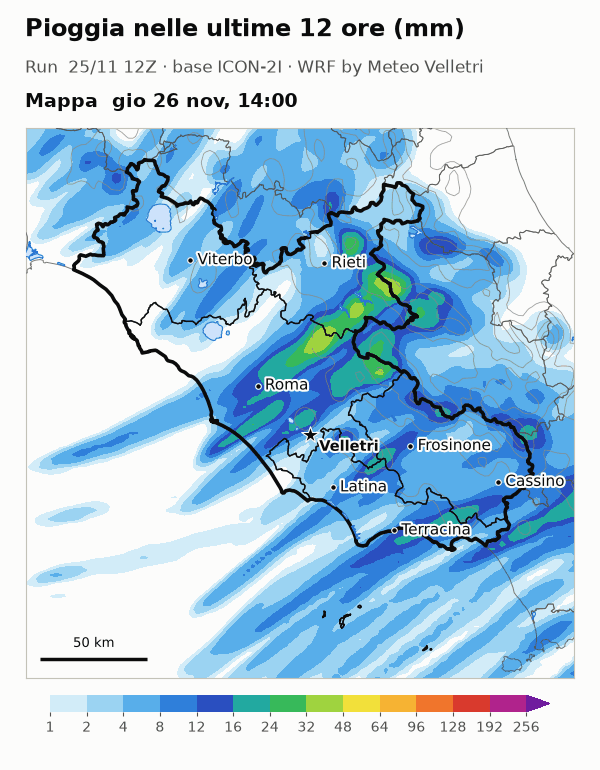 Pioggia nelle ultime 12 ore (mm)
Run  25/11 12Z · base ICON-2I · WRF by Meteo Velletri
Mappa  gio 26 nov, 14:00
Viterbo
Rieti
Roma
Velletri
Frosinone
Cassino
Latina
Terracina
50 km
1 2 4 8 12 16 24 32 48 64 96 128 192 256